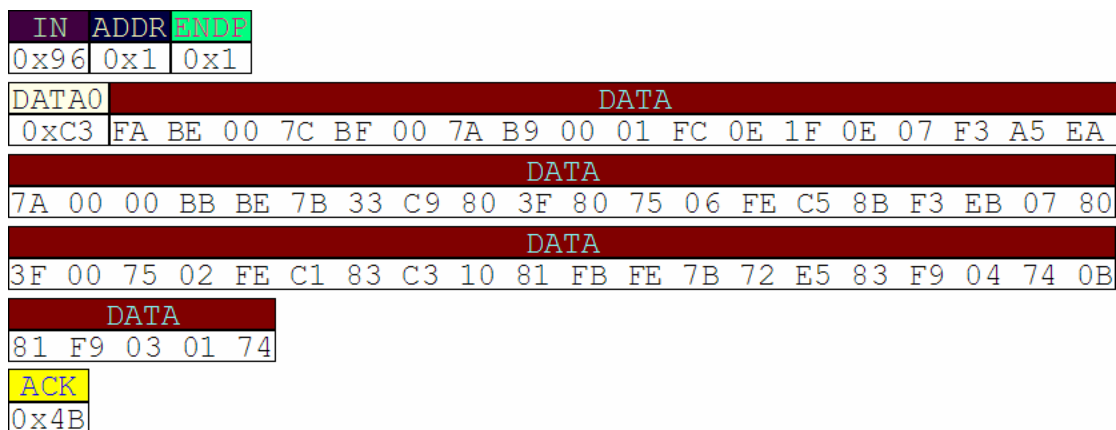 IN ADDR ENDP
0x96 0x1 0x1
DATA0 DATA
0xC3 FA BE 00 7C BF 00 7A B9 00 01 FC 0E 1F 0E 07 F3 A5 EA
DATA
7A 00 00 BB BE 7B 33 C9 80 3F 80 75 06 FE C5 8B F3 EB 07 80
DATA
3F 00 75 02 FE C1 83 C3 10 81 FB FE 7B 72 E5 83 F9 04 74 0B
DATA
81 F9 03 01 74
ACK
0x4B